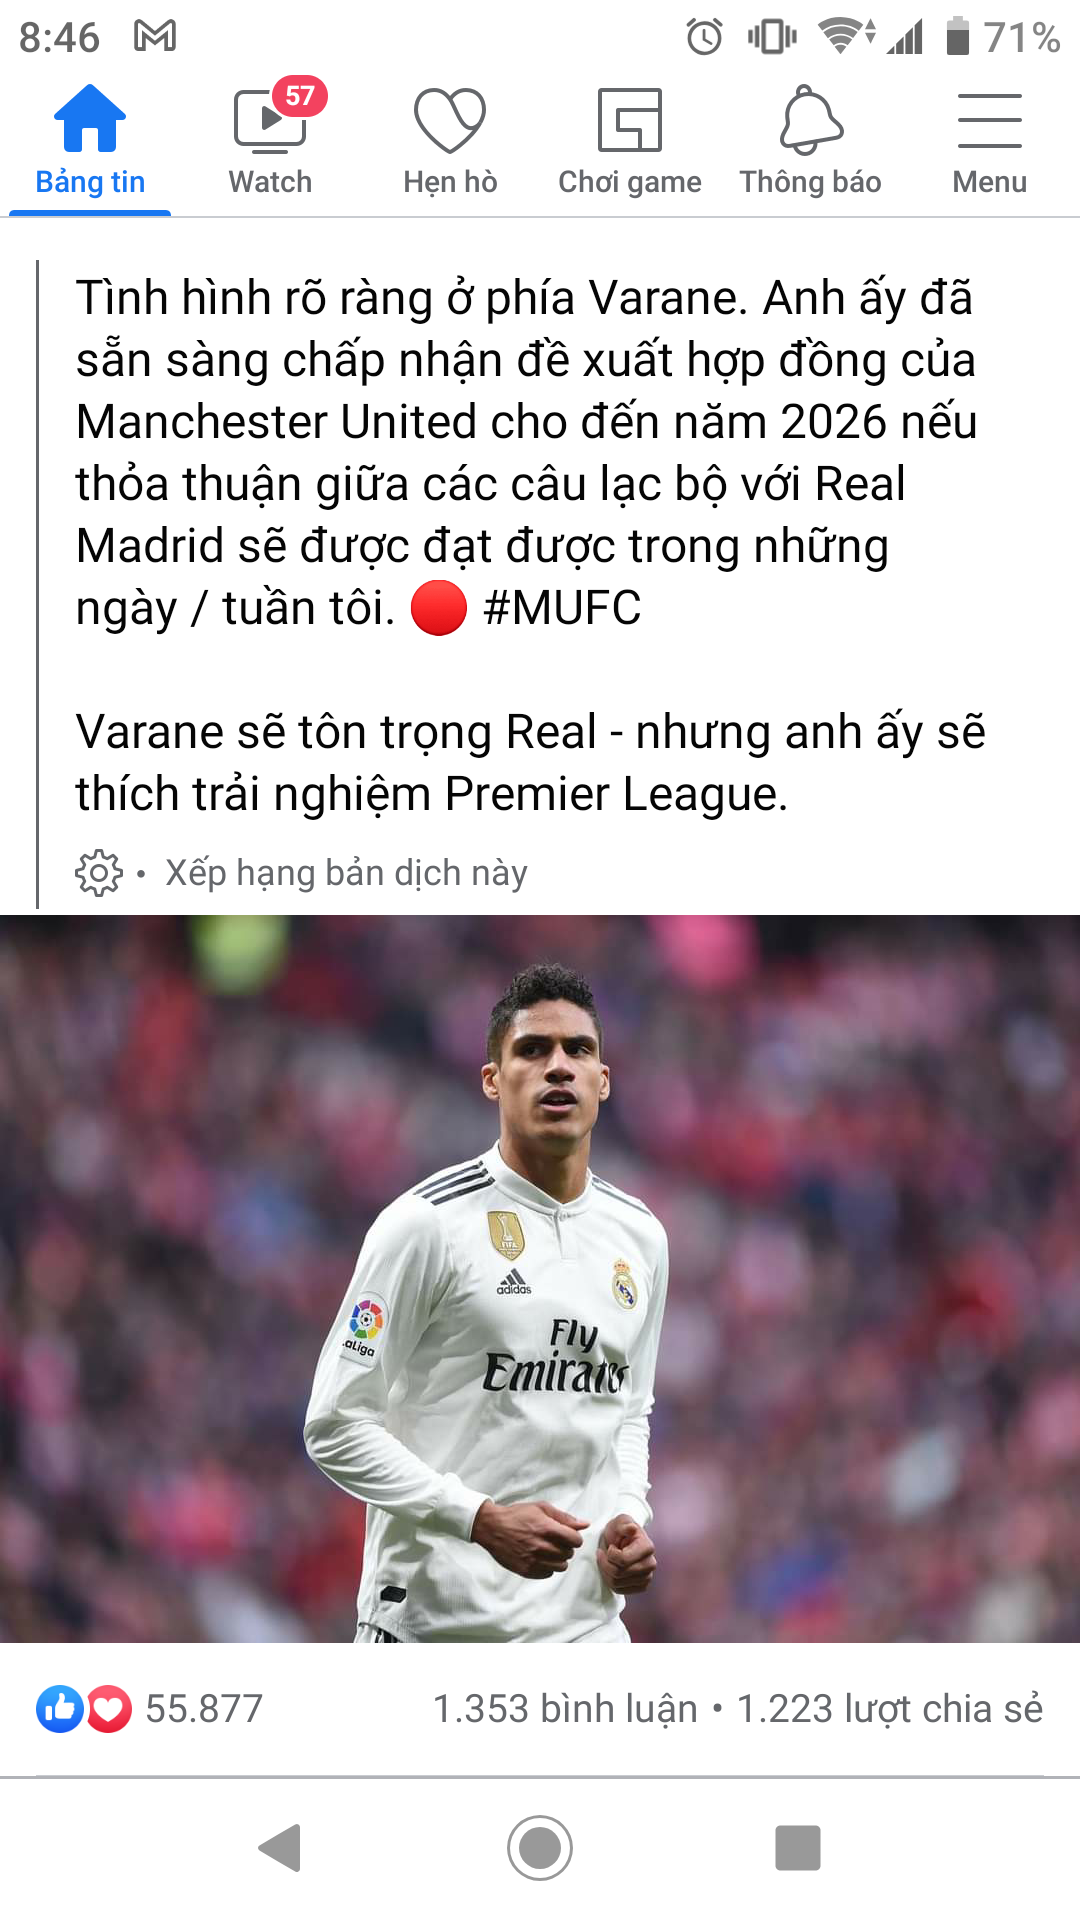 8:46
71%
57
Bảng tin
Watch
Hẹn hò
Chơi game
Thông báo
Menu
Tình hình rõ ràng ở phía Varane. Anh ấy đã
sẵn sàng chấp nhận đề xuất hợp đồng của
Manchester United cho đến năm 2026 nếu
thỏa thuận giữa các câu lạc bộ với Real
Madrid sẽ được đạt được trong những
ngày / tuần tôi. 🔴 #MUFC
Varane sẽ tôn trọng Real - nhưng anh ấy sẽ
thích trải nghiệm Premier League.
• Xếp hạng bản dịch này
FIFA
adidas
aLiga
Fly
Emirates
55.877
1.353 bình luận • 1.223 lượt chia sẻ